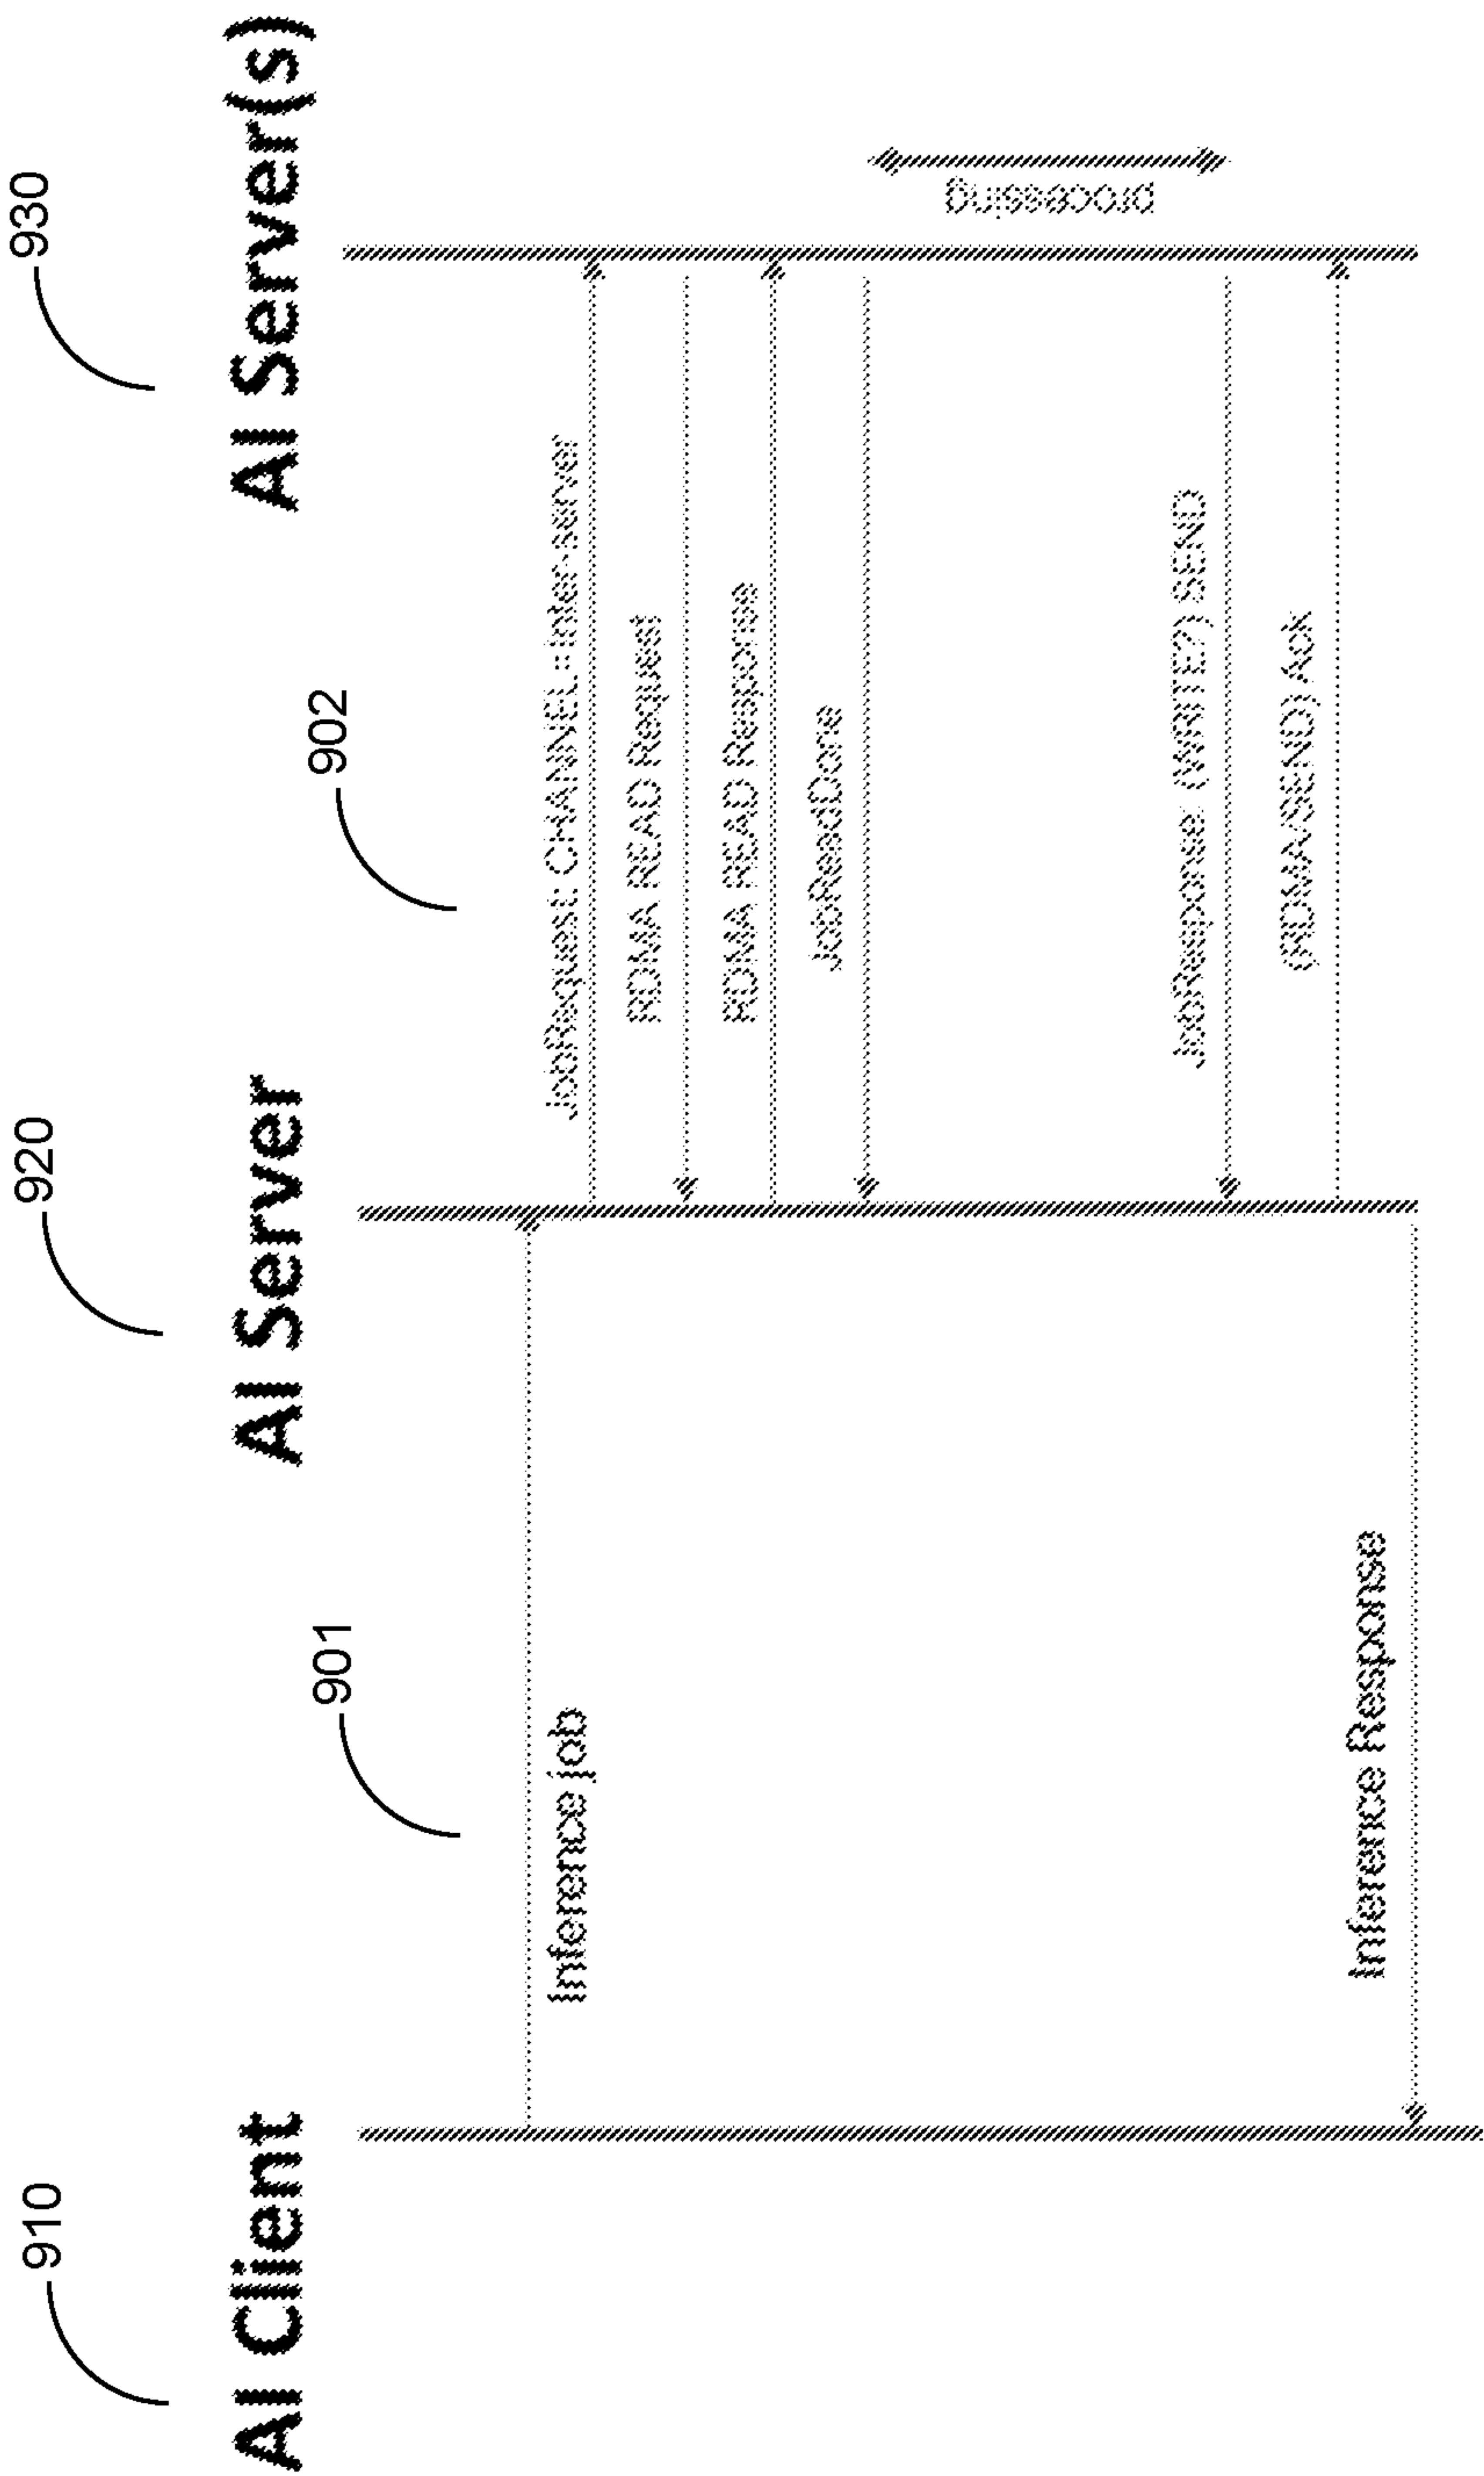 910
AI Client
920
AI Server
930
AI Server(s)
901
902
Inference job
JobRequest: CHANNEL=inter-server
RDMA READ Request
RDMA READ Response
JobReadDone
processing
JobResponse: (WRITE?) SEND
(RDMA/SEND) Ack
Inference Response